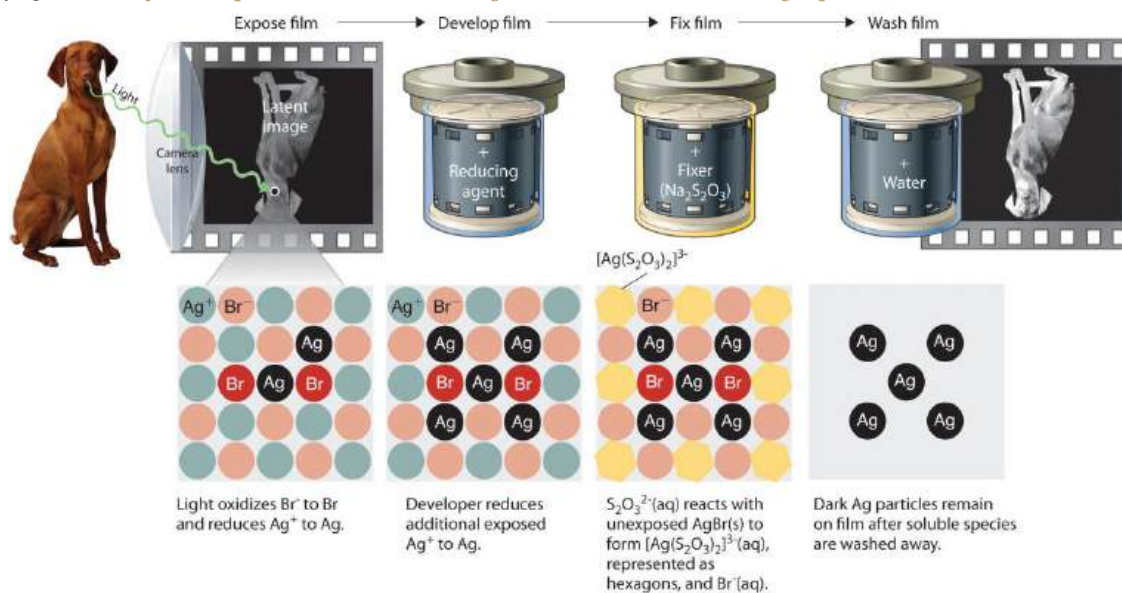 Expose film
Develop film
Fix film
Wash film
Light
Camera
lens
Latent
image
+
Reducing
agent
+
Fixer
(Na₂S₂O₃)
+
Water
[Ag(S₂O₃)₂]³⁻
Ag⁺ Br⁻
Ag
Br Ag Br
Ag⁺ Br⁻
Ag Ag
Br Ag Br
Ag Ag
Br⁻
Ag Ag
Br Ag Br
Ag Ag
Ag Ag
Ag
Ag Ag
Light oxidizes Br⁻ to Br
and reduces Ag⁺ to Ag.
Developer reduces
additional exposed
Ag⁺ to Ag.
S₂O₃²⁻(aq) reacts with
unexposed AgBr(s) to
form [Ag(S₂O₃)₂]³⁻(aq),
represented as
hexagons, and Br⁻(aq).
Dark Ag particles remain
on film after soluble species
are washed away.